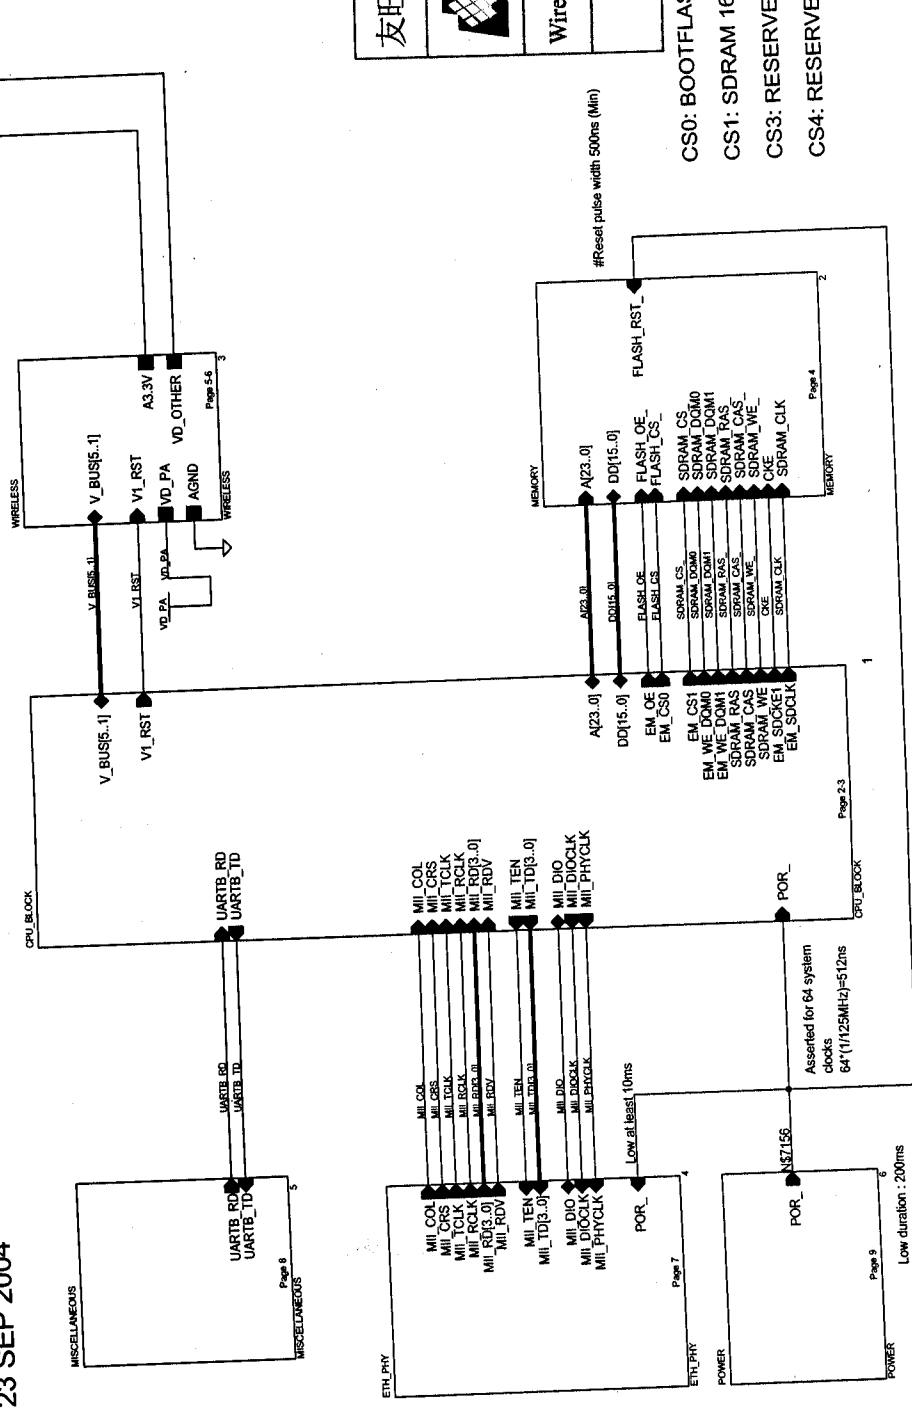 23 SEP 2004
MISCELLANEOUS
UARTB_RD
UARTB_TD
Page 8
MISCELLANEOUS
5
UARTB_RD
UARTB_TD
ETH_PHY
MII_COL
MII_CRS
MII_TCLK
MII_RCLK
MII_RD[3..0]
MII_RDV
MII_TEN
MII_TD[3..0]
MII_DIO
MII_DIOCLK
MII_PHYCLK
POR_
Page 7
ETH_PHY
4
MII_COL
MII_CRS
MII_TCLK
MII_RCLK
MII_RD[3..0]
MII_RDV
MII_TEN
MII_TD[3..0]
MII_DIO
MII_DIOCLK
MII_PHYCLK
Low at least 10ms
POWER
POR_
Page 9
POWER
6
N$7156
Low duration : 200ms
Asserted for 64 system
clocks
64*(1/125MHz)=512ns
CPU_BLOCK
UARTB_RD
UARTB_TD
MII_COL
MII_CRS
MII_TCLK
MII_RCLK
MII_RD[3..0]
MII_RDV
MII_TEN
MII_TD[3..0]
MII_DIO
MII_DIOCLK
MII_PHYCLK
POR_
V_BUS[5..1]
V1_RST
A[23..0]
DD[15..0]
EM_OE
EM_CS0
EM_CS1
EM_WE_DQM0
EM_WE_DQM1
SDRAM_RAS
SDRAM_CAS
SDRAM_WE
EM_SDCKE1
EM_SDCLK
Page 2-3
CPU_BLOCK
1
V_BUS[5..1]
V1_RST
VD_PA
VD_PA
A[23..0]
DD[15..0]
FLASH_OE_
FLASH_CS_
SDRAM_CS_
SDRAM_DQM0
SDRAM_DQM1
SDRAM_RAS_
SDRAM_CAS_
SDRAM_WE_
CKE
SDRAM_CLK
WIRELESS
V_BUS[5..1]
V1_RST
VD_PA
AGND
A3.3V
VD_OTHER
Page 5-6
WIRELESS
3
MEMORY
A[23..0]
DD[15..0]
FLASH_OE_
FLASH_CS_
SDRAM_CS_
SDRAM_DQM0
SDRAM_DQM1
SDRAM_RAS_
SDRAM_CAS_
SDRAM_WE_
CKE
SDRAM_CLK
FLASH_RST_
Page 4
MEMORY
2
#Reset pulse width 500ns (Min)
友旺
Wire
CS0: BOOTFLAS
CS1: SDRAM 16
CS3: RESERVE
CS4: RESERVE